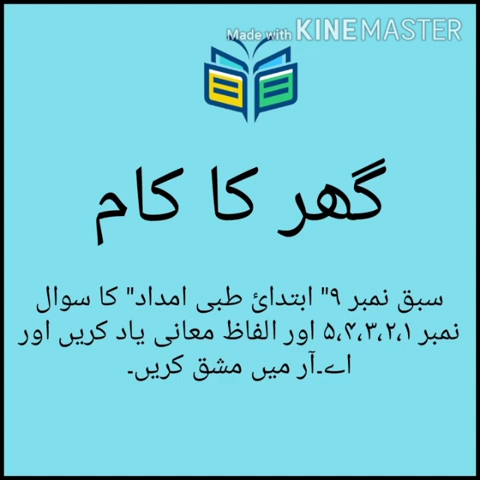 Made with KINEMASTER
گھر کا کام
سبق نمبر ۹" ابتدائ طبی امداد" کا سوال
نمبر ۵،۴،۳،۲،۱ اور الفاظ معانی یاد کریں اور
اے۔آر میں مشق کریں۔